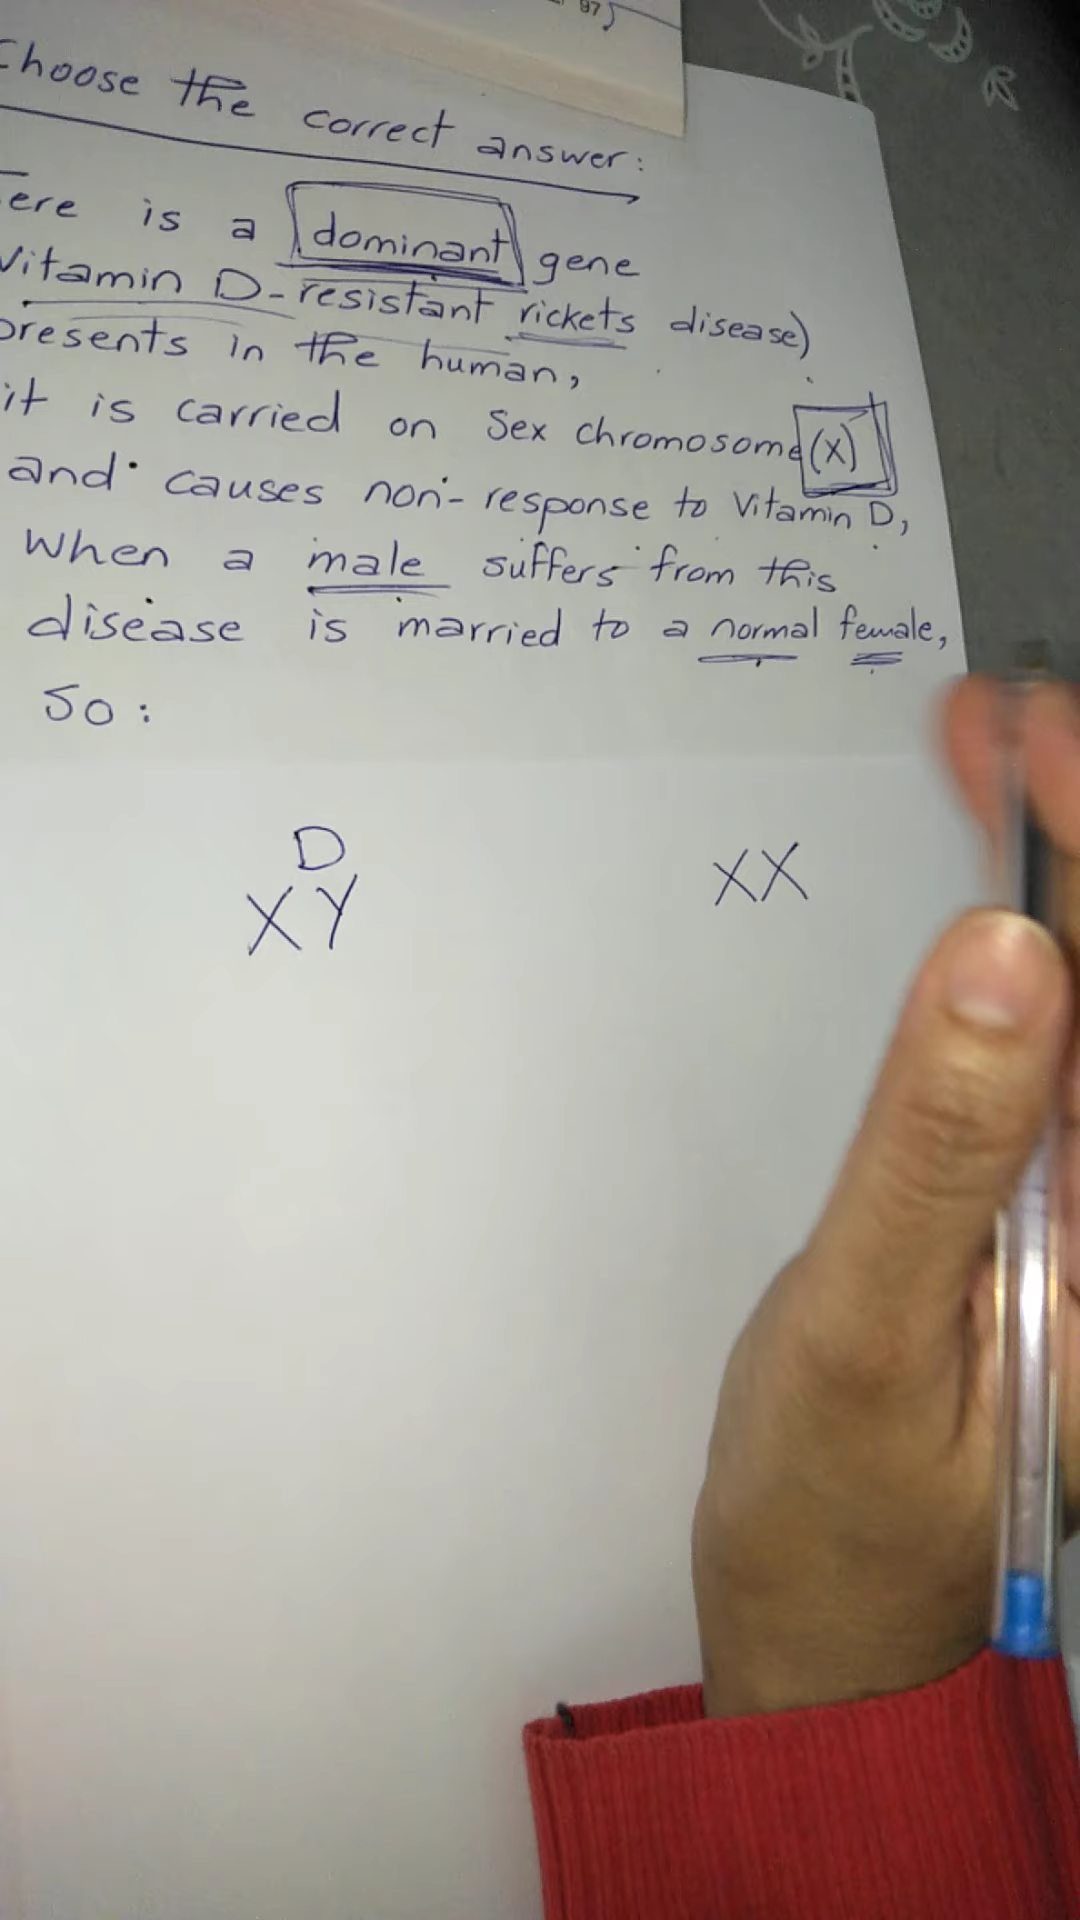 97)
Choose the correct answer:
is a dominant gene
Vitamin D-resistant rickets disease)
presents in the human,
it is carried on Sex chromosome (X)
and causes non-response to Vitamin D,
When a male suffers from this
disease is married to a normal female,
So:
D
XY XX